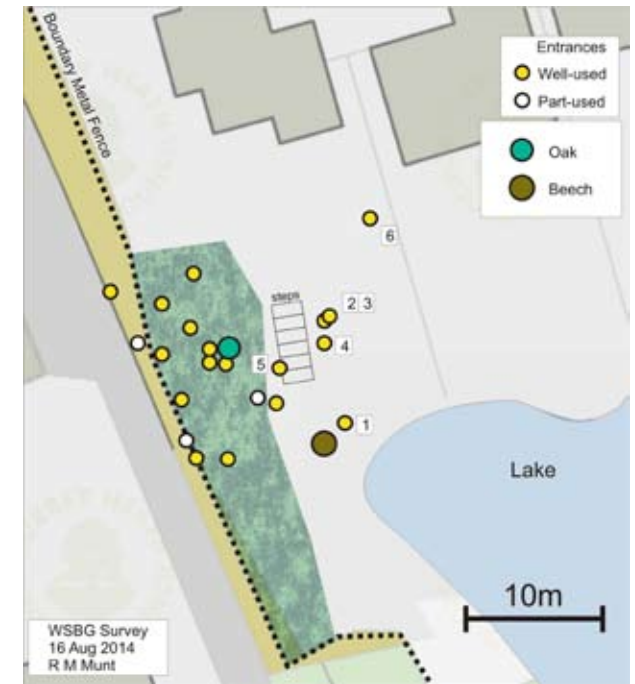 Boundary Metal Fence
Entrances
Well-used
Part-used
Oak
Beech
6
steps
2 3
4
5
1
Lake
10m
WSBG Survey
16 Aug 2014
R M Munt